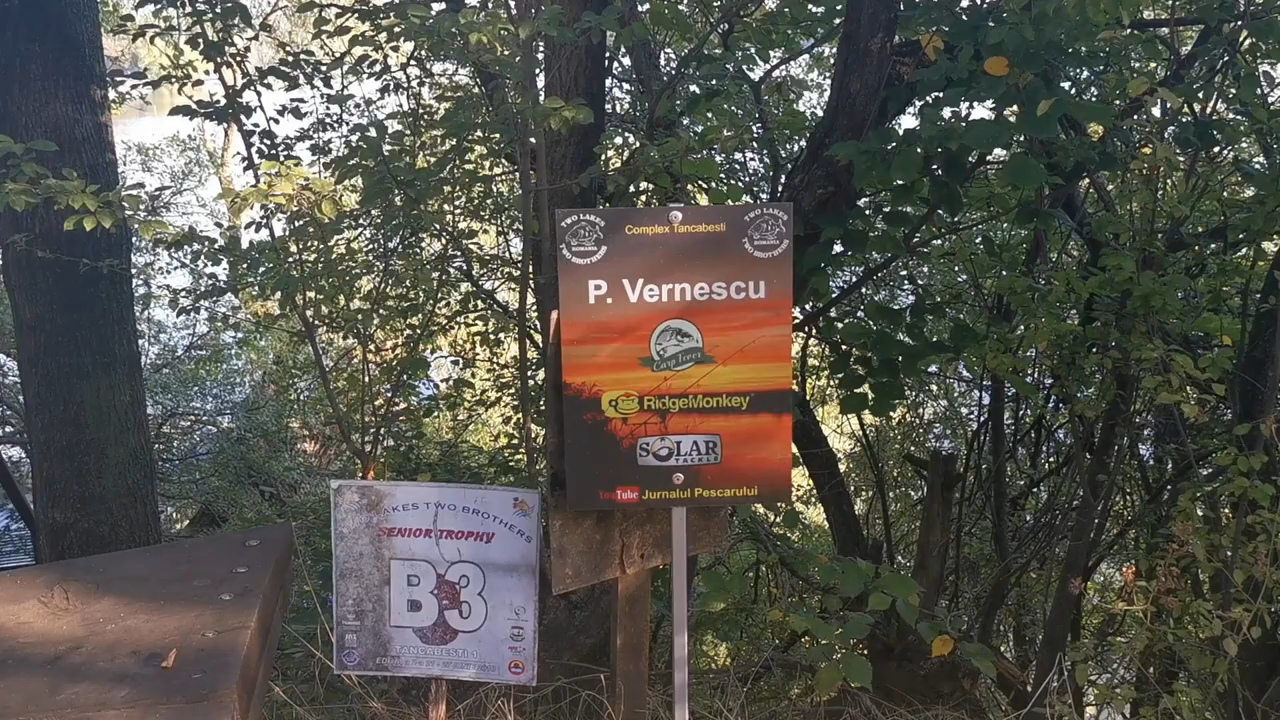 TWO LAKES
ROMANIA
TWO BROTHERS
Complex Tancabesti
TWO LAKES
ROMANIA
TWO BROTHERS
P. Vernescu
Carp Fever
RidgeMonkey
SOLAR
TACKLE
YouTube Jurnalul Pescarului
LAKES TWO BROTHERS
SENIOR TROPHY
B3
TANCABESTI 1